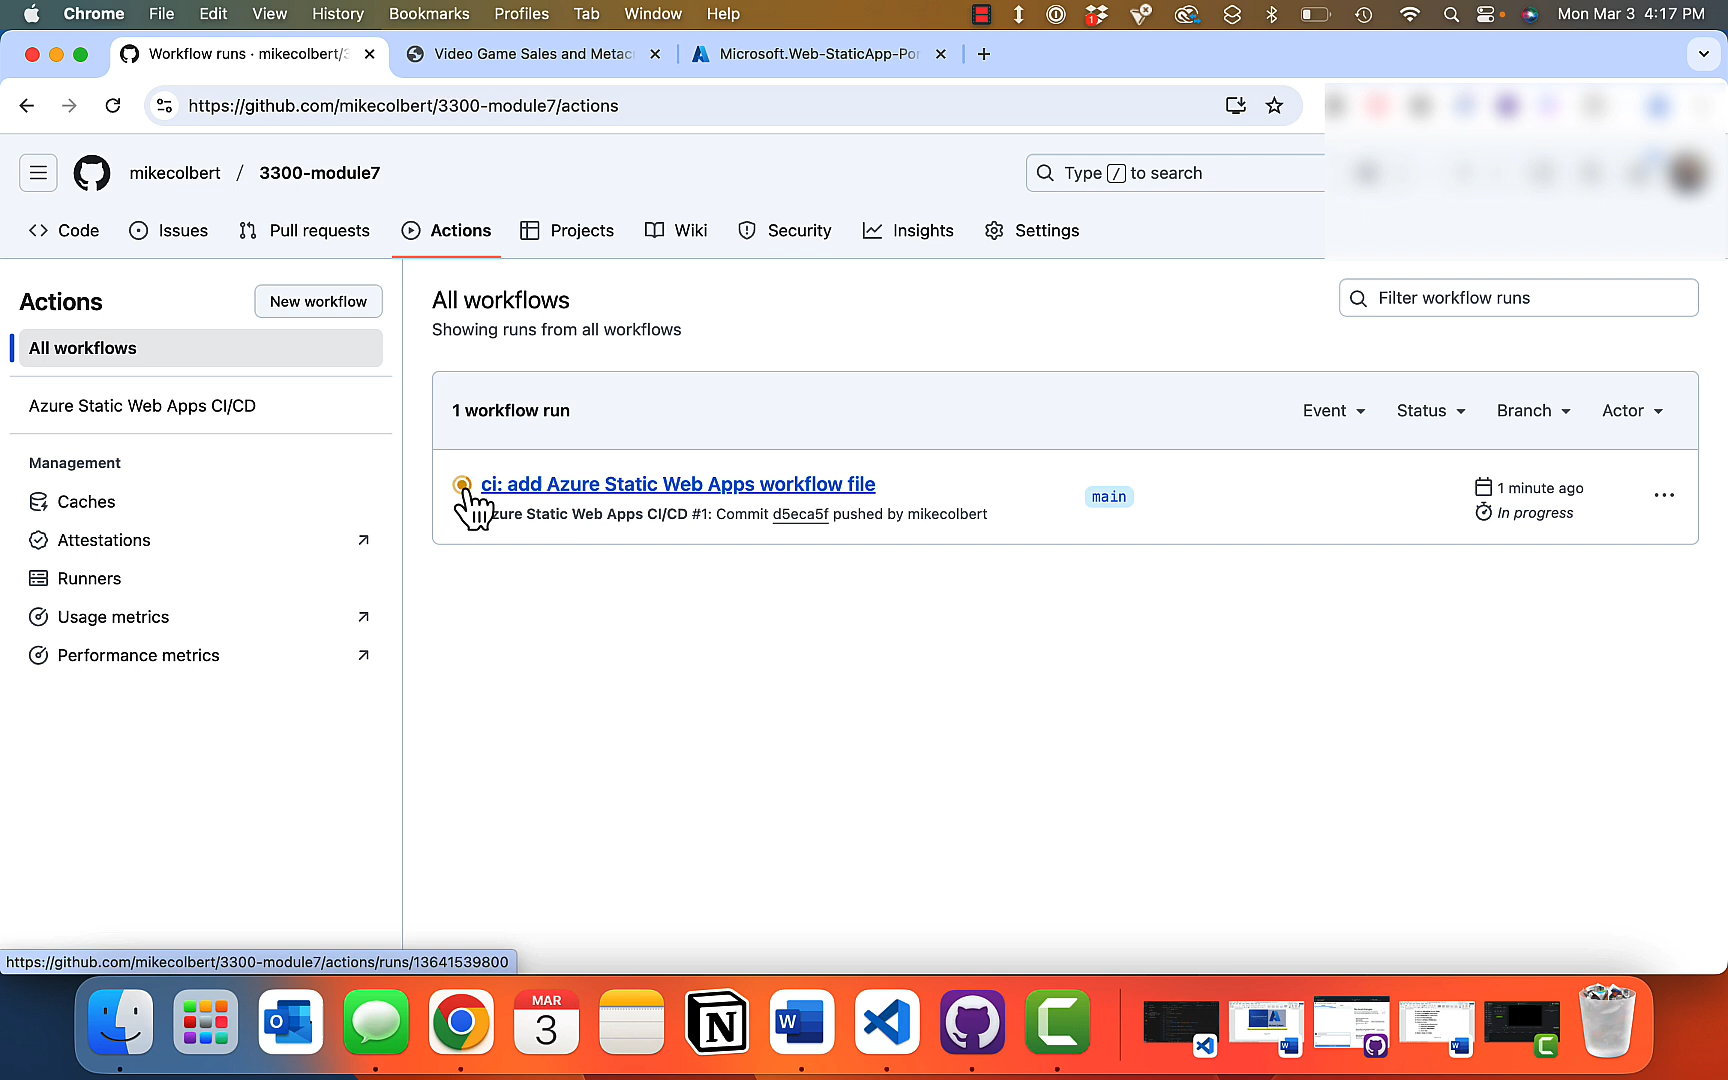 Chrome File Edit View History Bookmarks Profiles Tab Window Help Mon Mar 3 4:17 PM
Workflow runs · mikecolbert/3 Video Game Sales and Metac Microsoft.Web-StaticApp-Por
https://github.com/mikecolbert/3300-module7/actions
mikecolbert / 3300-module7 Type / to search
Code Issues Pull requests Actions Projects Wiki Security Insights Settings
Actions New workflow
All workflows
Azure Static Web Apps CI/CD
Management
Caches
Attestations
Runners
Usage metrics
Performance metrics
All workflows
Showing runs from all workflows
Filter workflow runs
1 workflow run Event Status Branch Actor
ci: add Azure Static Web Apps workflow file
zure Static Web Apps CI/CD #1: Commit d5eca5f pushed by mikecolbert
main
1 minute ago
In progress
https://github.com/mikecolbert/3300-module7/actions/runs/13641539800
MAR
3